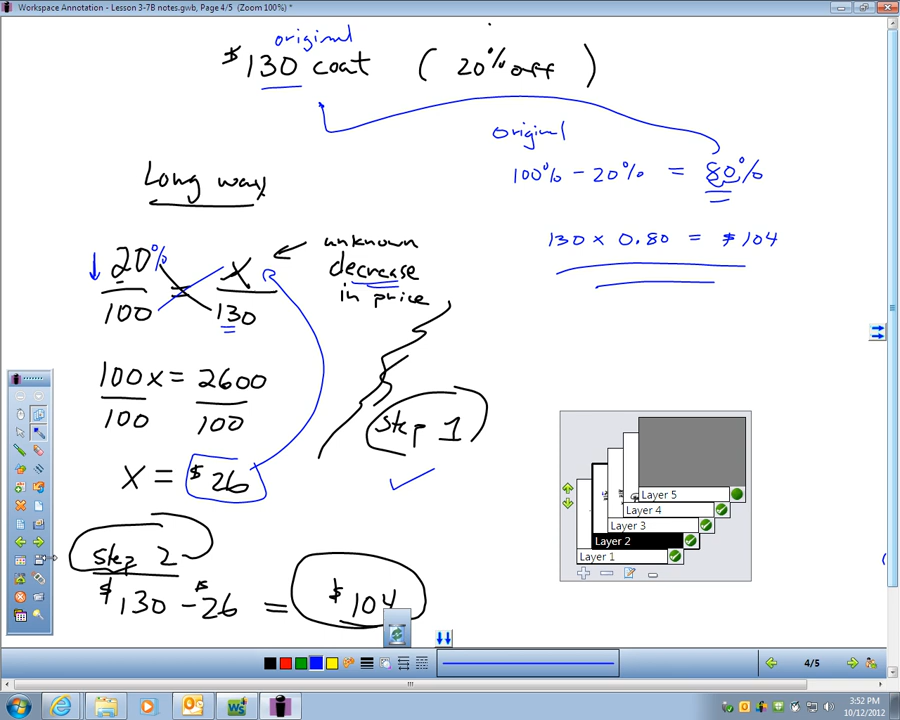 Workspace Annotation - Lesson 3-7B notes.gwb, Page 4/5 (Zoom 100%) *
original
$130 coat ( 20% off )
original
100% - 20% = 80%
Long way
130 x 0.80 = $104
unknown
decrease
in price
↓ 20% x
100 130
100x = 2600
100 100
step 1
x = $26
step 2
$130 - $26 = $104
Layer 5
Layer 4
Layer 3
Layer 2
Layer 1
4/5
3:52 PM
10/12/2012